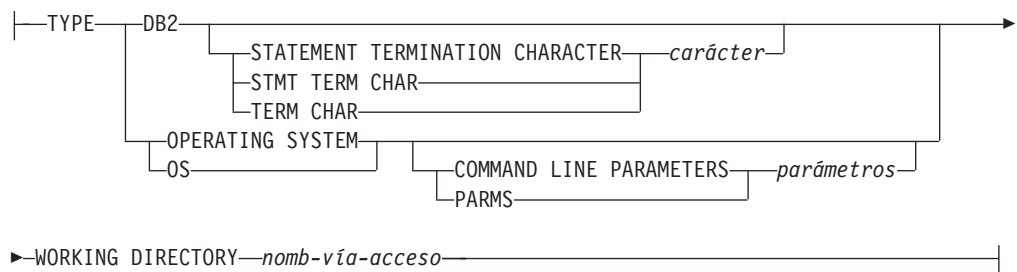 TYPE DB2
STATEMENT TERMINATION CHARACTER carácter
STMT TERM CHAR
TERM CHAR
OPERATING SYSTEM
OS
COMMAND LINE PARAMETERS parámetros
PARMS
WORKING DIRECTORY nomb-vía-acceso